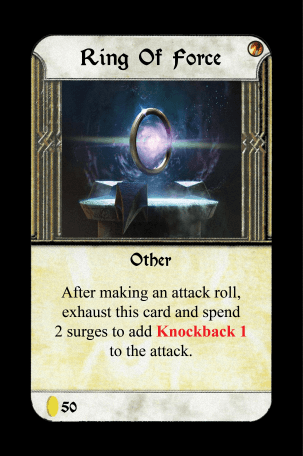 Ring Of Force
Other
After making an attack roll,
exhaust this card and spend
2 surges to add Knockback 1
to the attack.
50